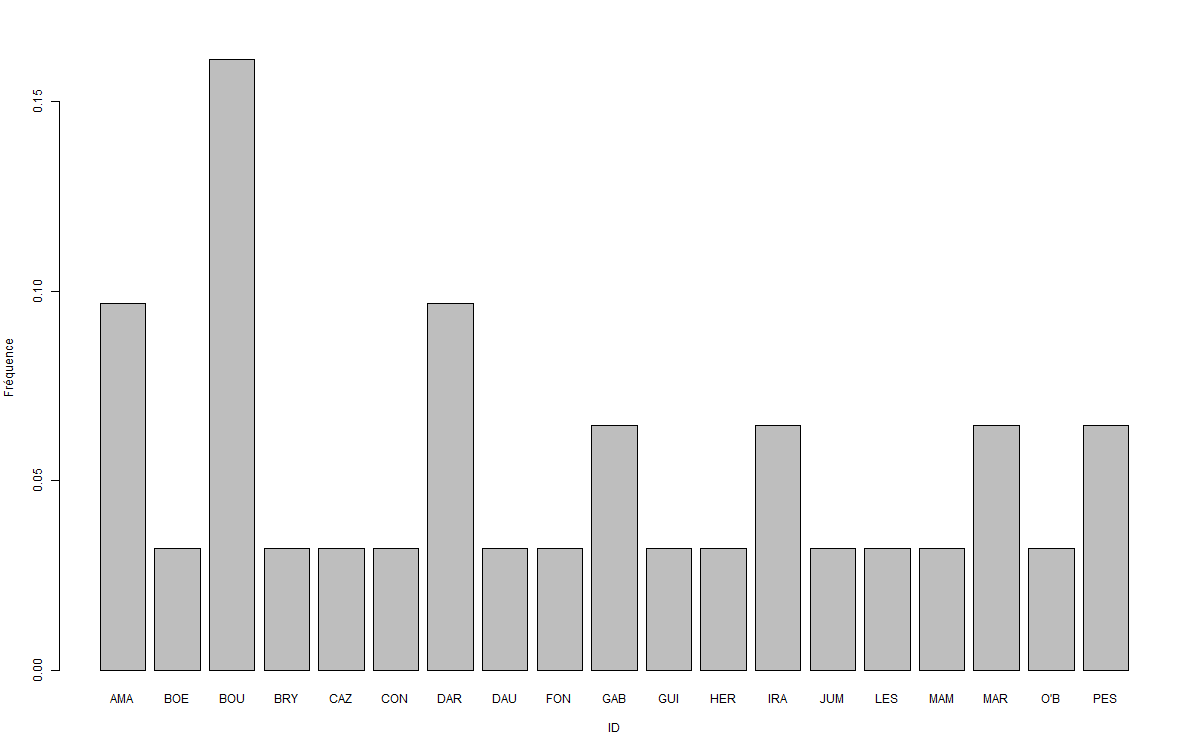 0.15
0.10
0.05
0.00
Fréquence
AMA BOE BOU BRY CAZ CON DAR DAU FON GAB GUI HER IRA JUM LES MAM MAR O'B PES
ID